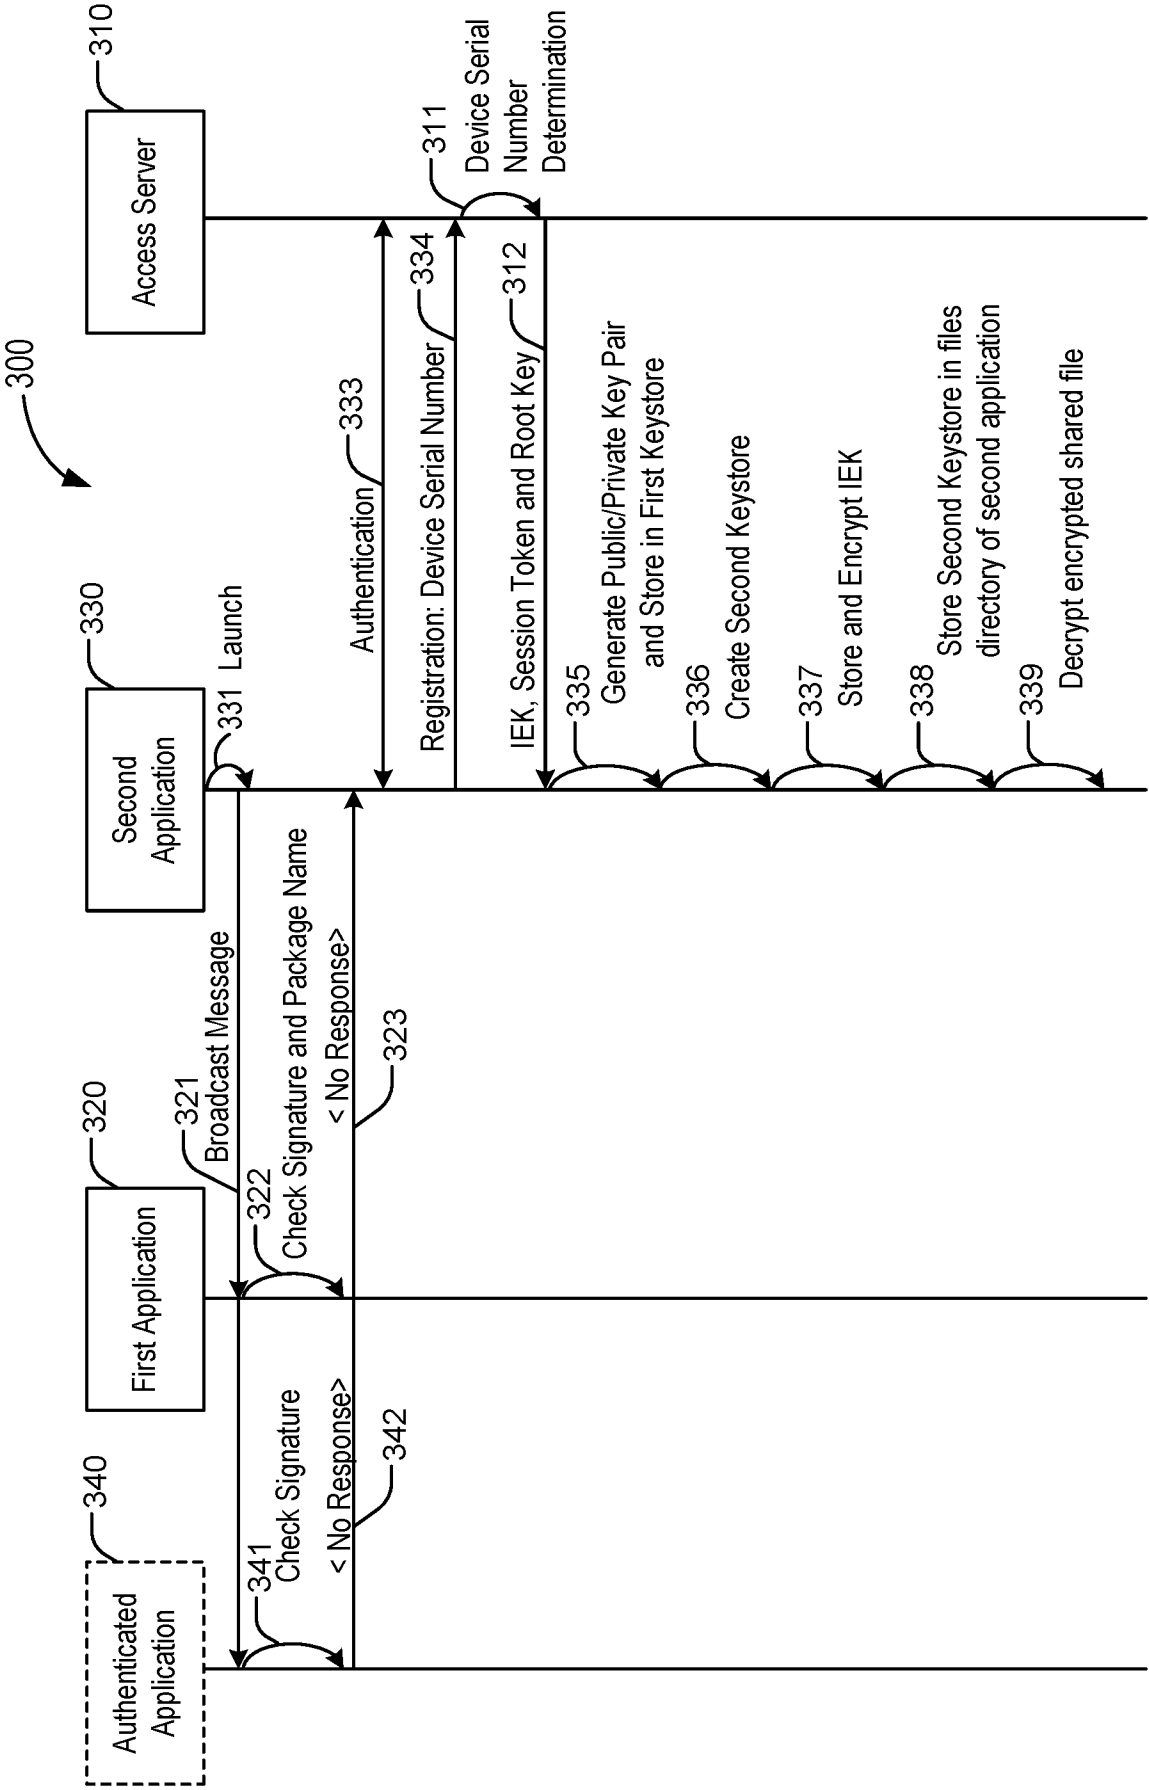 300
340
320
330
310
Authenticated
Application
First Application
Second
Application
Access Server
331
Launch
321
Broadcast Message
341
Check Signature
322
Check Signature and Package Name
< No Response>
342
< No Response>
323
Authentication
333
Registration: Device Serial Number
334
311
Device Serial
Number
Determination
IEK, Session Token and Root Key
312
335
Generate Public/Private Key Pair
and Store in First Keystore
336
Create Second Keystore
337
Store and Encrypt IEK
338
Store Second Keystore in files
directory of second application
339
Decrypt encrypted shared file